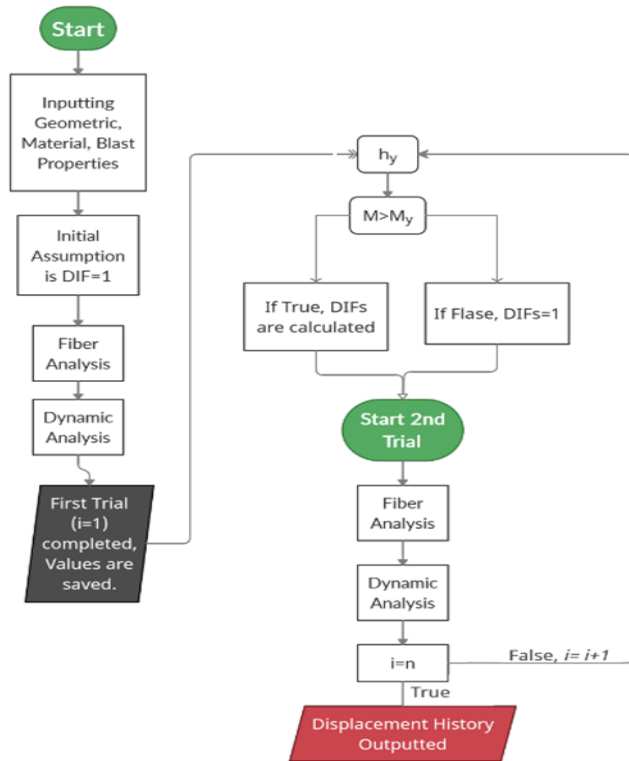 Start
Inputting
Geometric,
Material, Blast
Properties
Initial
Assumption
is DIF=1
Fiber
Analysis
Dynamic
Analysis
First Trial
(i=1)
completed,
Values are
saved.
hy
M>My
If True, DIFs
are calculated
If Flase, DIFs=1
Start 2nd
Trial
Fiber
Analysis
Dynamic
Analysis
i=n
False, i= i+1
True
Displacement History
Outputted